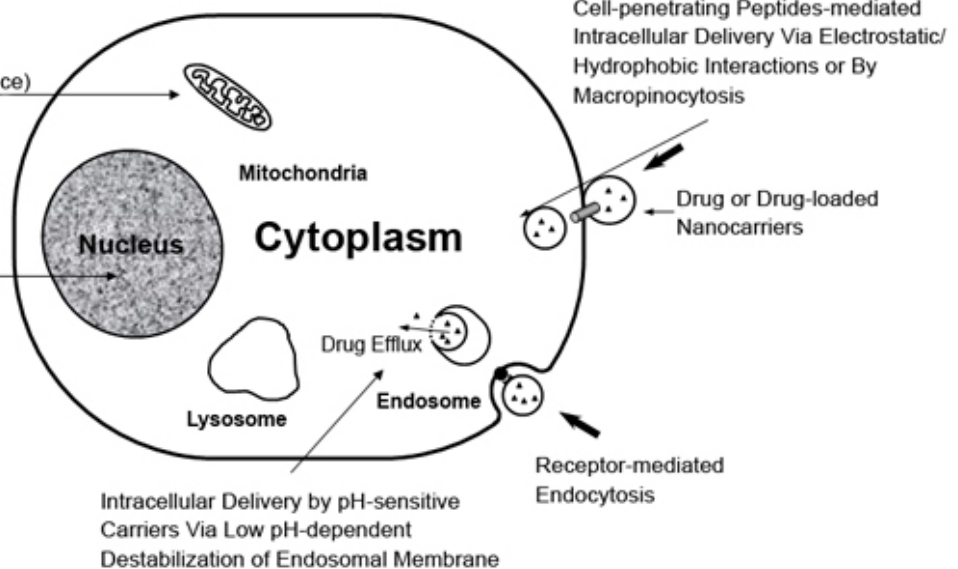 Cell-penetrating Peptides-mediated
Intracellular Delivery Via Electrostatic/
Hydrophobic Interactions or By
Macropinocytosis
ce)
Mitochondria
Drug or Drug-loaded
Nanocarriers
Nucleus
Cytoplasm
Drug Efflux
Endosome
Lysosome
Receptor-mediated
Endocytosis
Intracellular Delivery by pH-sensitive
Carriers Via Low pH-dependent
Destabilization of Endosomal Membrane